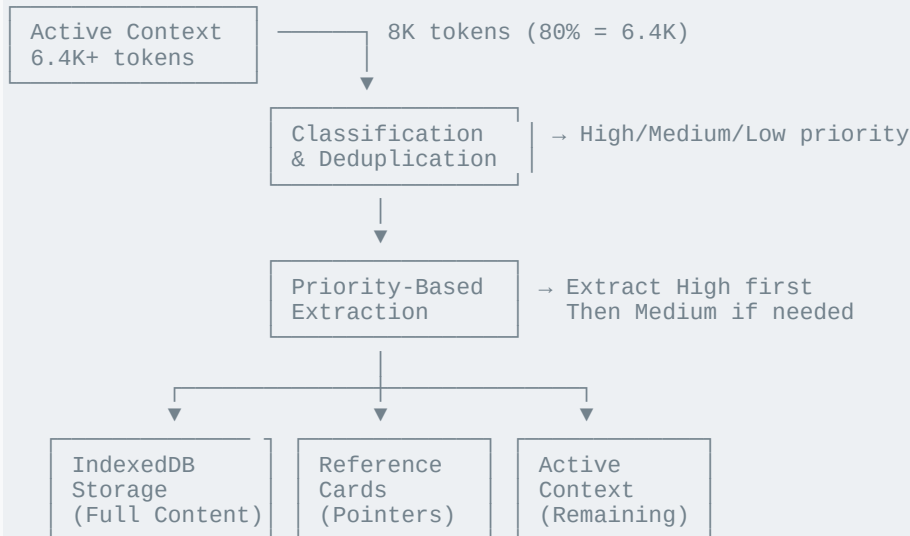 Active Context 8K tokens (80% = 6.4K)
6.4K+ tokens
Classification → High/Medium/Low priority
& Deduplication
Priority-Based → Extract High first
Extraction Then Medium if needed
IndexedDB Reference Active
Storage Cards Context
(Full Content) (Pointers) (Remaining)